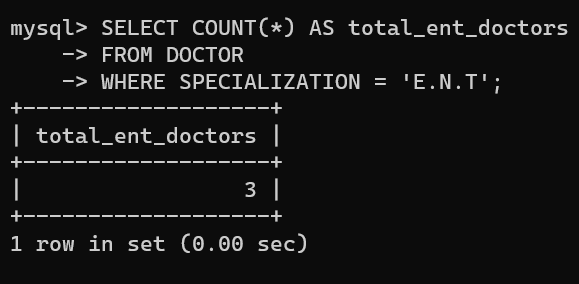 mysql> SELECT COUNT(*) AS total_ent_doctors
    -> FROM DOCTOR
    -> WHERE SPECIALIZATION = 'E.N.T';
+-------------------+
| total_ent_doctors |
+-------------------+
|                 3 |
+-------------------+
1 row in set (0.00 sec)